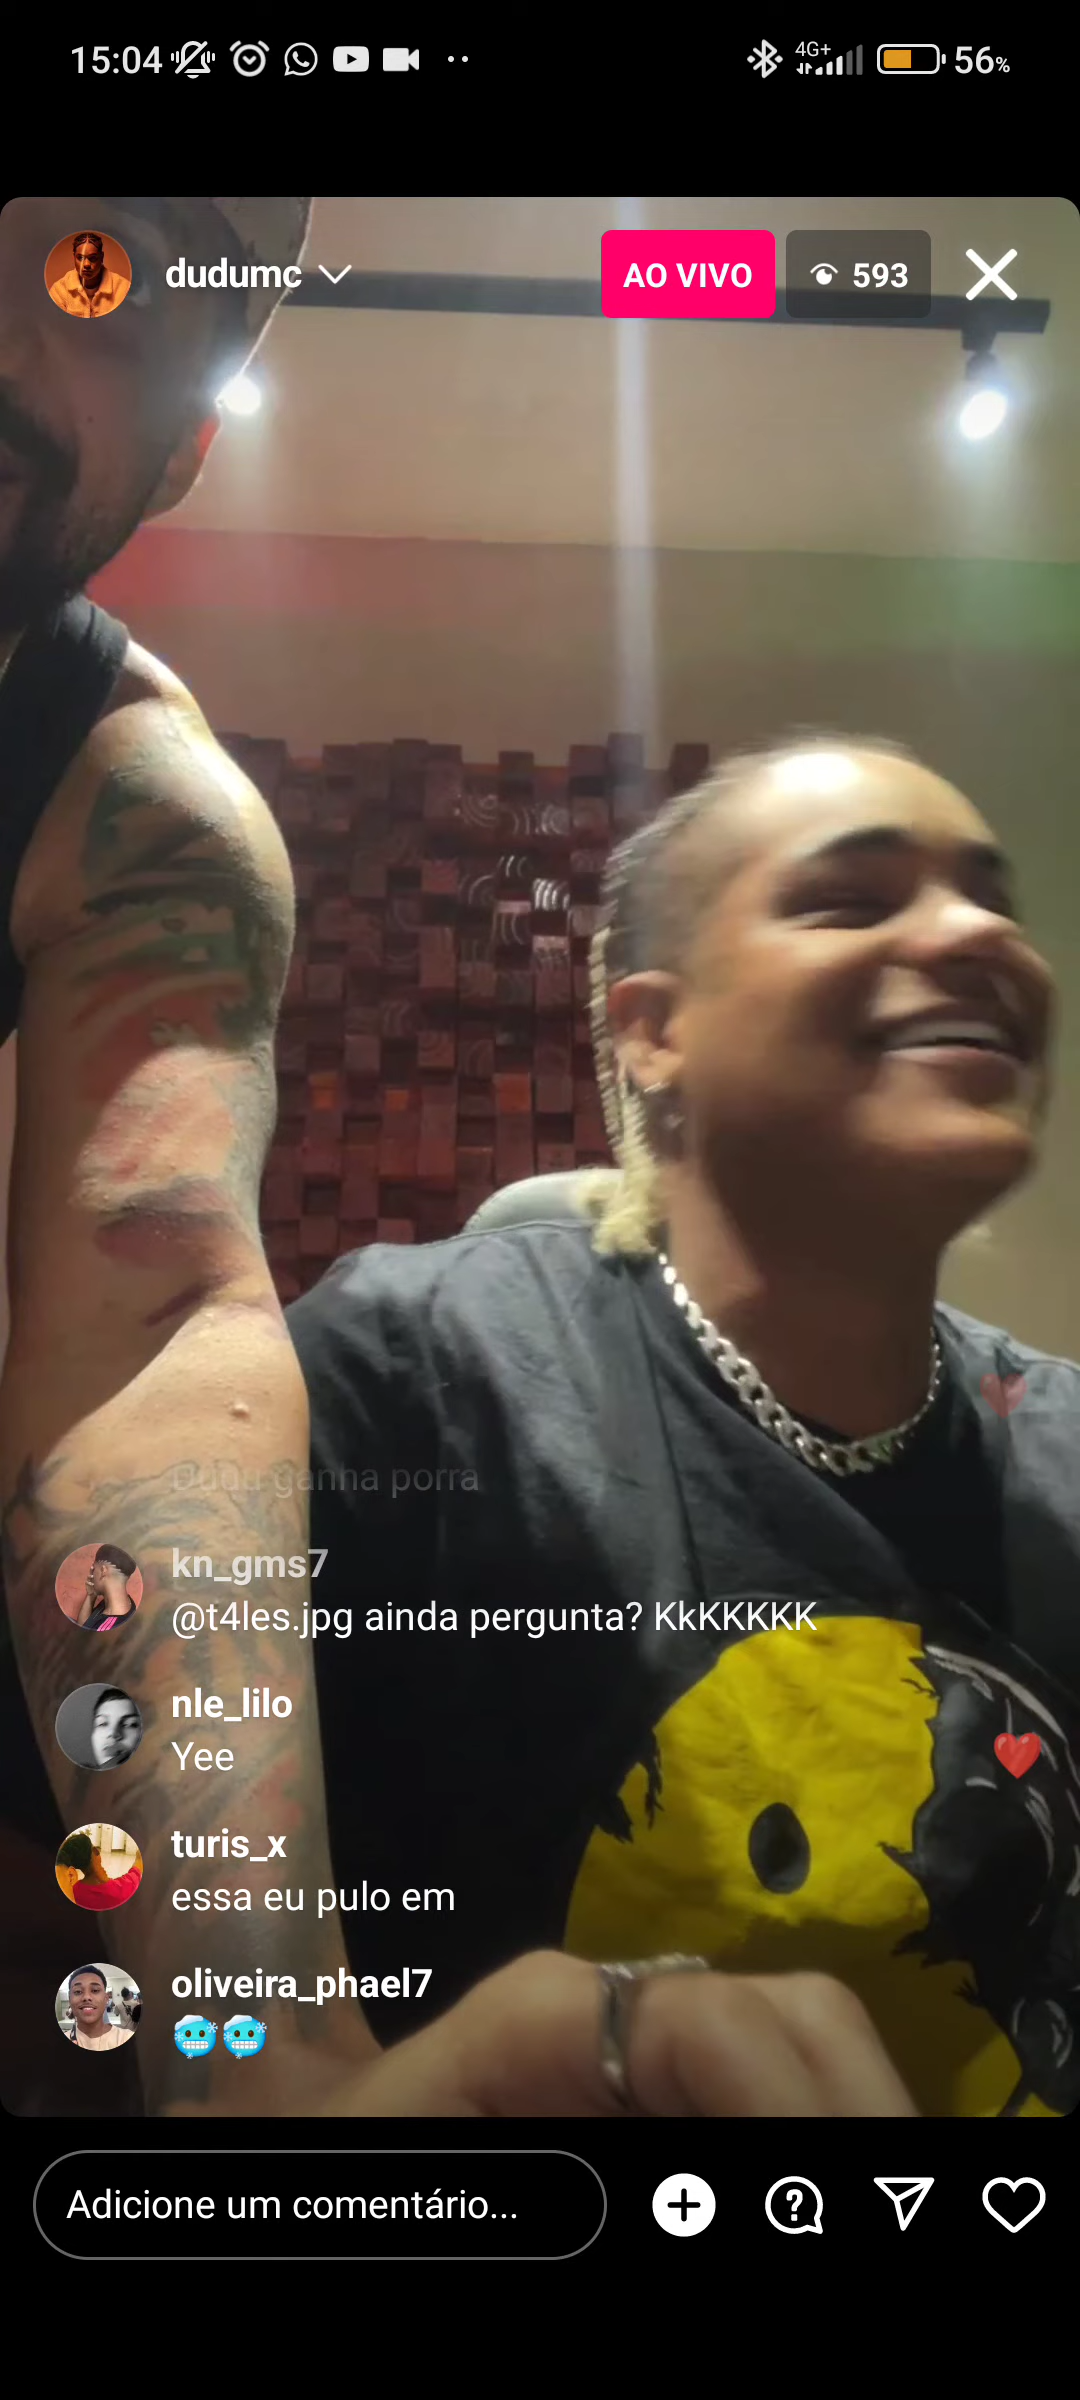 15:04
4G+
56%
dudumc
AO VIVO
593
Dudu ganha porra
kn_gms7
@t4les.jpg ainda pergunta? KkKKKKK
nle_lilo
Yee
turis_x
essa eu pulo em
oliveira_phael7
🥶🥶
Adicione um comentário...